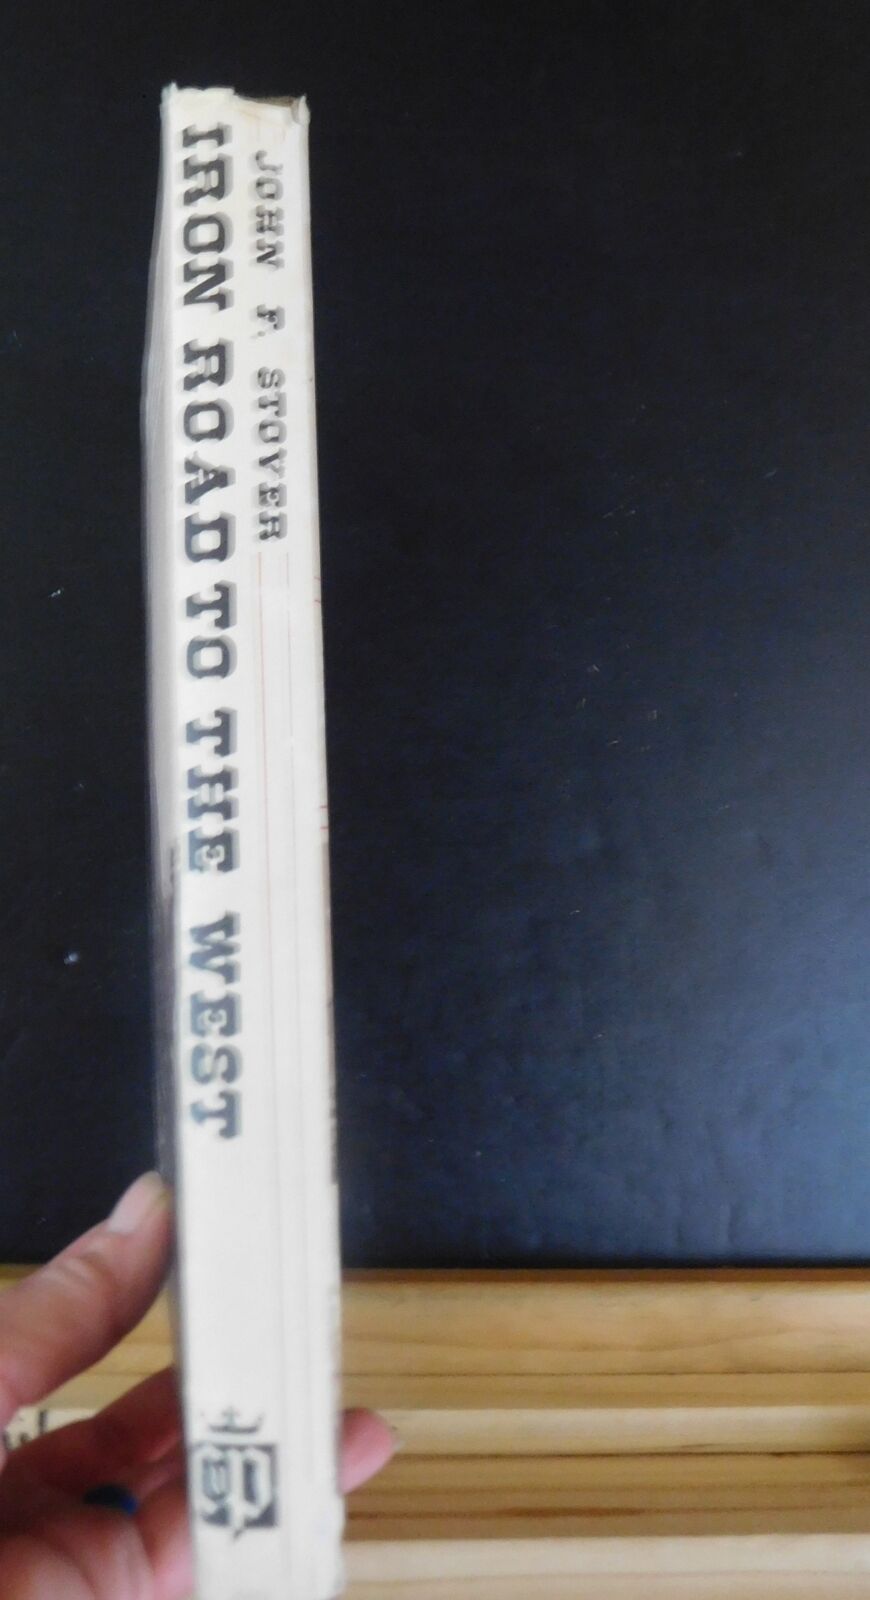 JOHN F. STOVER
IRON ROAD TO THE WEST